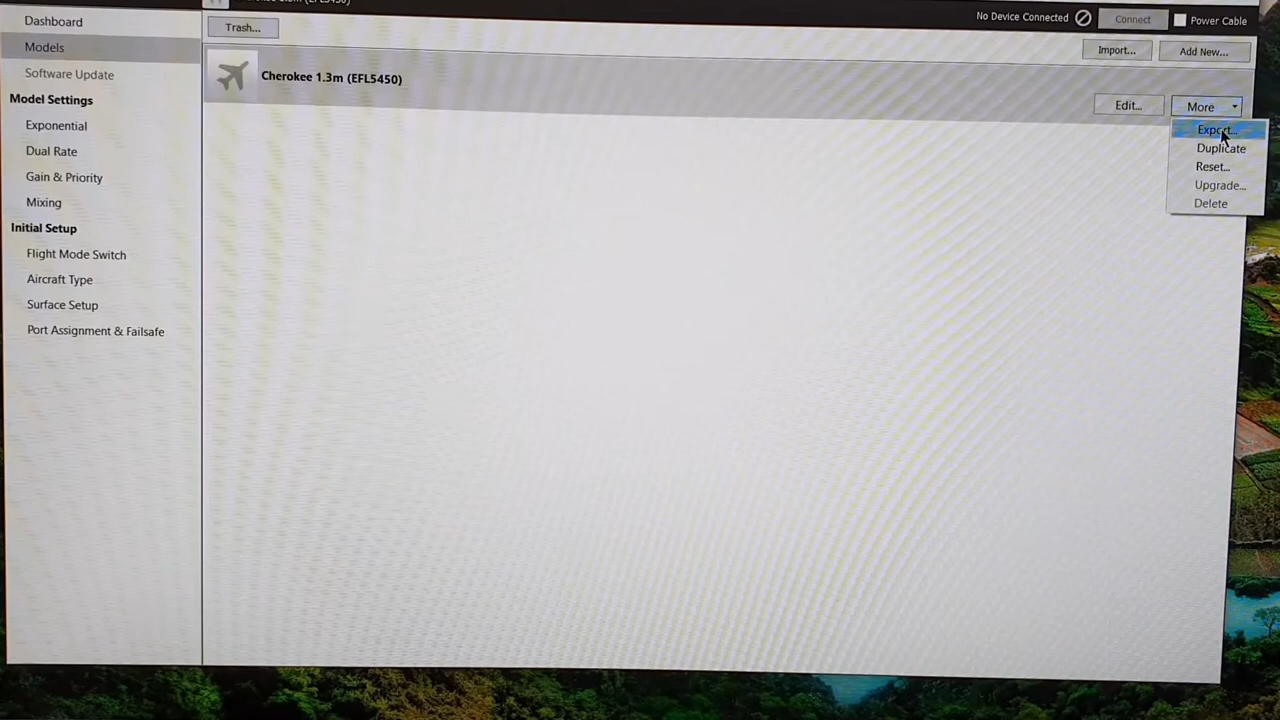 Dashboard
Models
Software Update
Model Settings
Exponential
Dual Rate
Gain & Priority
Mixing
Initial Setup
Flight Mode Switch
Aircraft Type
Surface Setup
Port Assignment & Failsafe
No Device Connected
Connect
Power Cable
Trash...
Import...
Add New...
Cherokee 1.3m (EFL5450)
Edit...
More
Export...
Duplicate
Reset...
Upgrade...
Delete